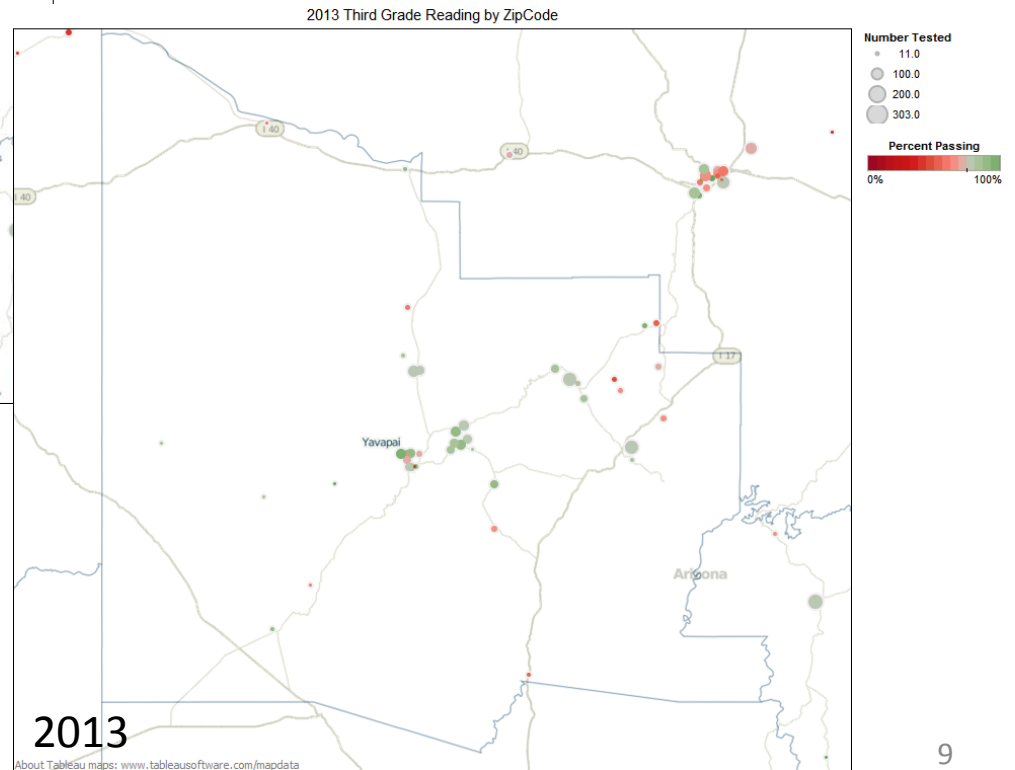 2013 Third Grade Reading by ZipCode
Number Tested
11.0
100.0
200.0
303.0
Percent Passing
0%
100%
I 40
40
I 40
I 17
Yavapai
Arizona
2013
About Tableau maps: www.tableausoftware.com/mapdata
9